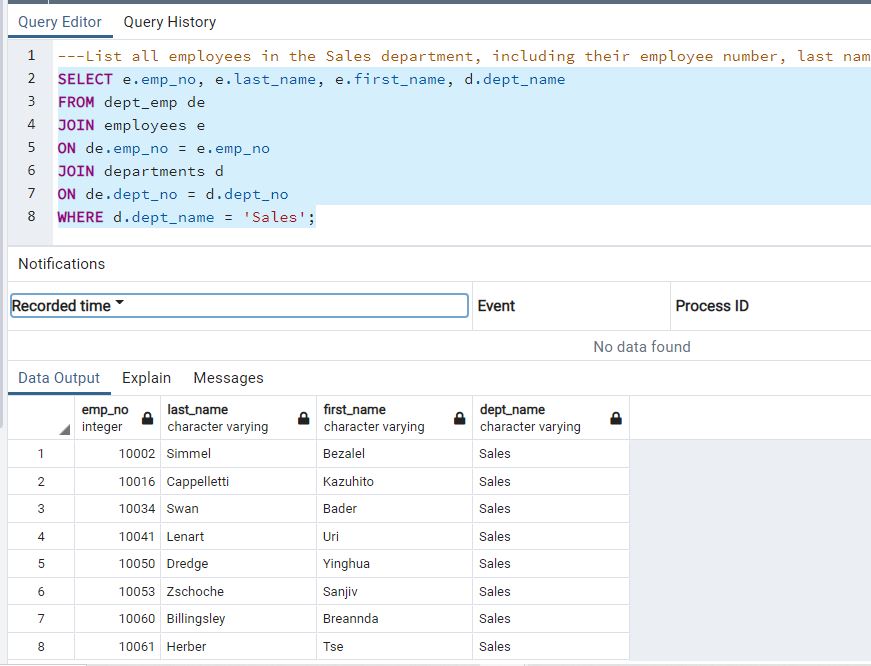 Query Editor Query History
1 ---List all employees in the Sales department, including their employee number, last nam
2 SELECT e.emp_no, e.last_name, e.first_name, d.dept_name
3 FROM dept_emp de
4 JOIN employees e
5 ON de.emp_no = e.emp_no
6 JOIN departments d
7 ON de.dept_no = d.dept_no
8 WHERE d.dept_name = 'Sales';
Notifications
Recorded time Event Process ID
No data found
Data Output Explain Messages
emp_no last_name first_name dept_name
integer character varying character varying character varying
1 10002 Simmel Bezalel Sales
2 10016 Cappelletti Kazuhito Sales
3 10034 Swan Bader Sales
4 10041 Lenart Uri Sales
5 10050 Dredge Yinghua Sales
6 10053 Zschoche Sanjiv Sales
7 10060 Billingsley Breannda Sales
8 10061 Herber Tse Sales